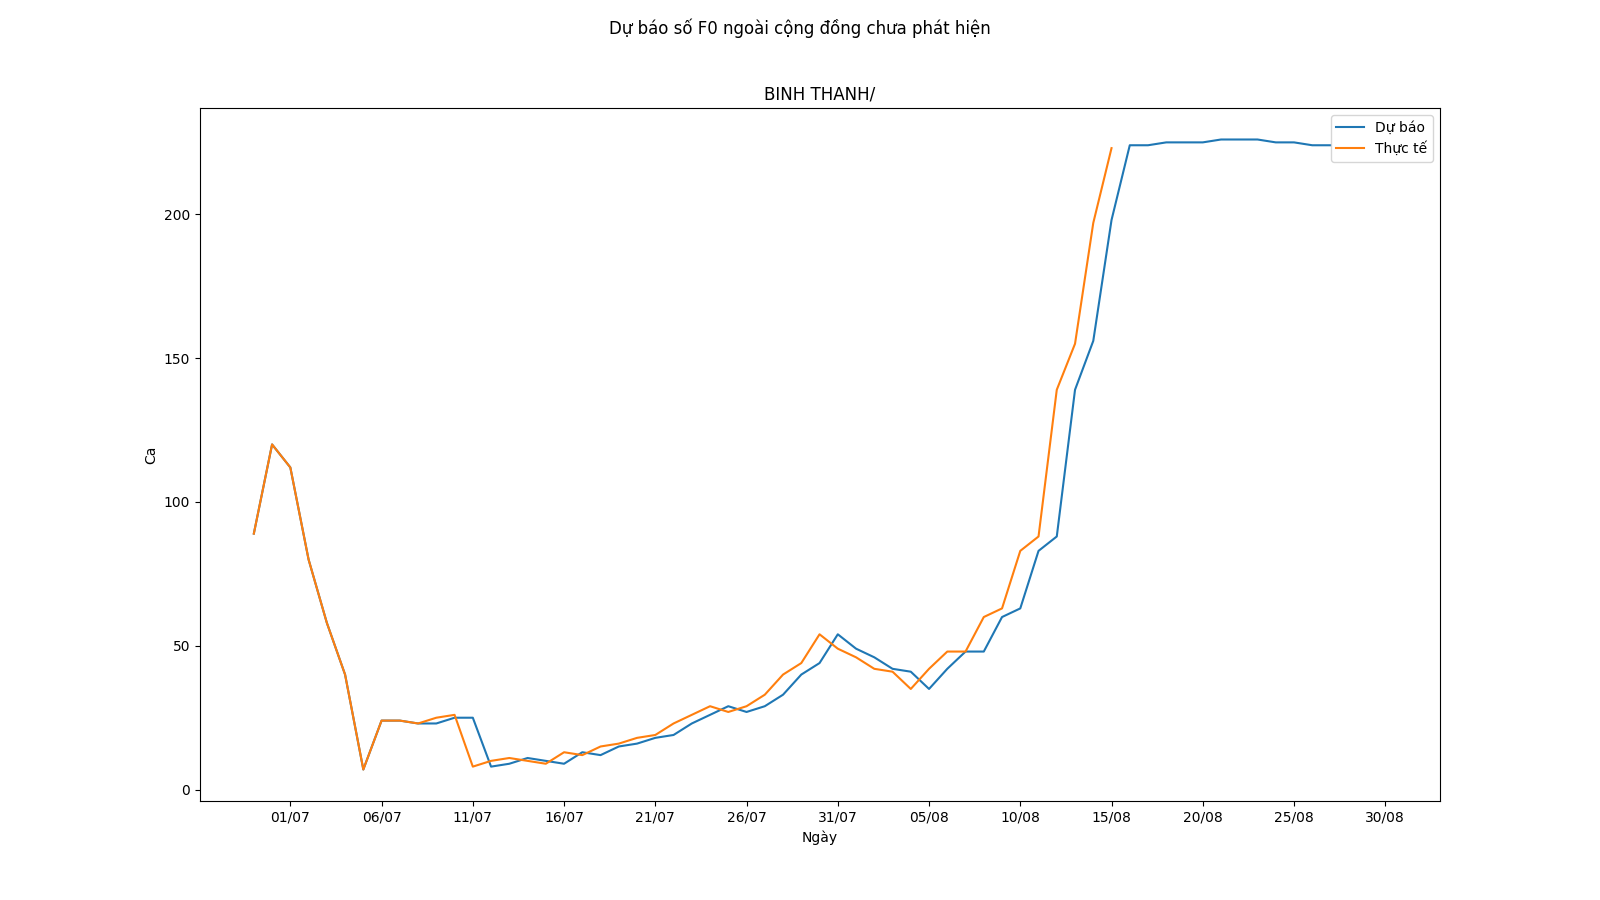 Dự báo số F0 ngoài cộng đồng chưa phát hiện
BINH THANH/
Dự báo
Thực tế
200
150
100
50
0
Ca
01/07 06/07 11/07 16/07 21/07 26/07 31/07 05/08 10/08 15/08 20/08 25/08 30/08
Ngày